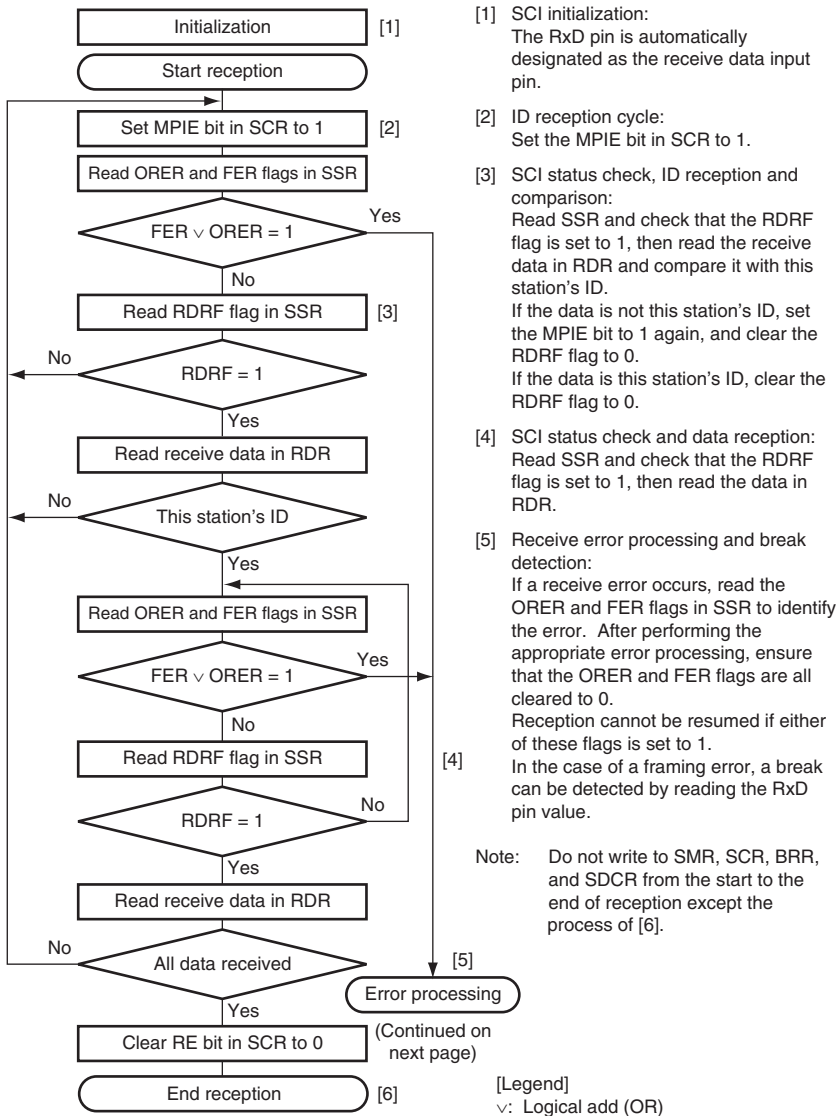 Initialization [1]
Start reception
Set MPIE bit in SCR to 1 [2]
Read ORER and FER flags in SSR
FER ∨ ORER = 1
Yes
No
Read RDRF flag in SSR [3]
No
RDRF = 1
Yes
Read receive data in RDR
No
This station's ID
Yes
Read ORER and FER flags in SSR
FER ∨ ORER = 1
Yes
No
Read RDRF flag in SSR
[4]
RDRF = 1
No
Yes
Read receive data in RDR
No
All data received
[5]
Error processing
(Continued on
next page)
Yes
Clear RE bit in SCR to 0
End reception [6]
[1] SCI initialization:
The RxD pin is automatically
designated as the receive data input
pin.
[2] ID reception cycle:
Set the MPIE bit in SCR to 1.
[3] SCI status check, ID reception and
comparison:
Read SSR and check that the RDRF
flag is set to 1, then read the receive
data in RDR and compare it with this
station's ID.
If the data is not this station's ID, set
the MPIE bit to 1 again, and clear the
RDRF flag to 0.
If the data is this station's ID, clear the
RDRF flag to 0.
[4] SCI status check and data reception:
Read SSR and check that the RDRF
flag is set to 1, then read the data in
RDR.
[5] Receive error processing and break
detection:
If a receive error occurs, read the
ORER and FER flags in SSR to identify
the error. After performing the
appropriate error processing, ensure
that the ORER and FER flags are all
cleared to 0.
Reception cannot be resumed if either
of these flags is set to 1.
In the case of a framing error, a break
can be detected by reading the RxD
pin value.
Note: Do not write to SMR, SCR, BRR,
and SDCR from the start to the
end of reception except the
process of [6].
[Legend]
∨: Logical add (OR)